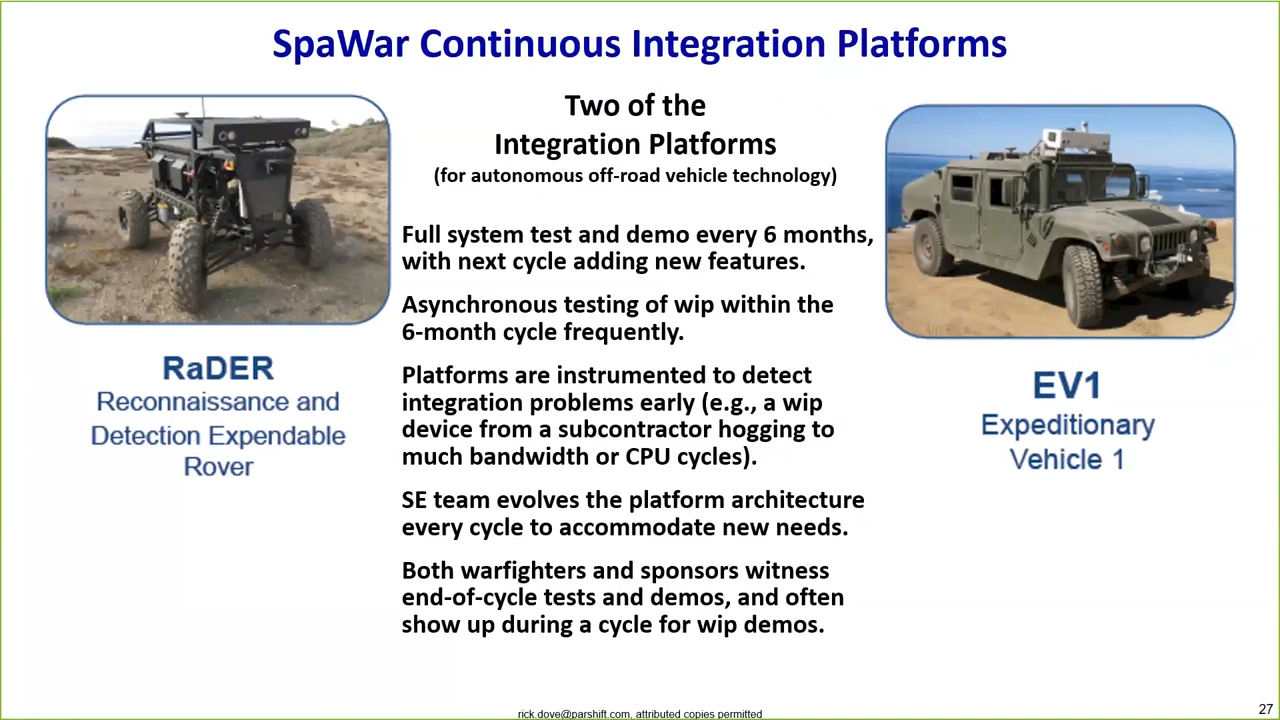 SpaWar Continuous Integration Platforms
Two of the
Integration Platforms
(for autonomous off-road vehicle technology)
Full system test and demo every 6 months,
with next cycle adding new features.
Asynchronous testing of wip within the
6-month cycle frequently.
Platforms are instrumented to detect
integration problems early (e.g., a wip
device from a subcontractor hogging to
much bandwidth or CPU cycles).
SE team evolves the platform architecture
every cycle to accommodate new needs.
Both warfighters and sponsors witness
end-of-cycle tests and demos, and often
show up during a cycle for wip demos.
RaDER
Reconnaissance and
Detection Expendable
Rover
EV1
Expeditionary
Vehicle 1
rick.dove@parshift.com, attributed copies permitted
27